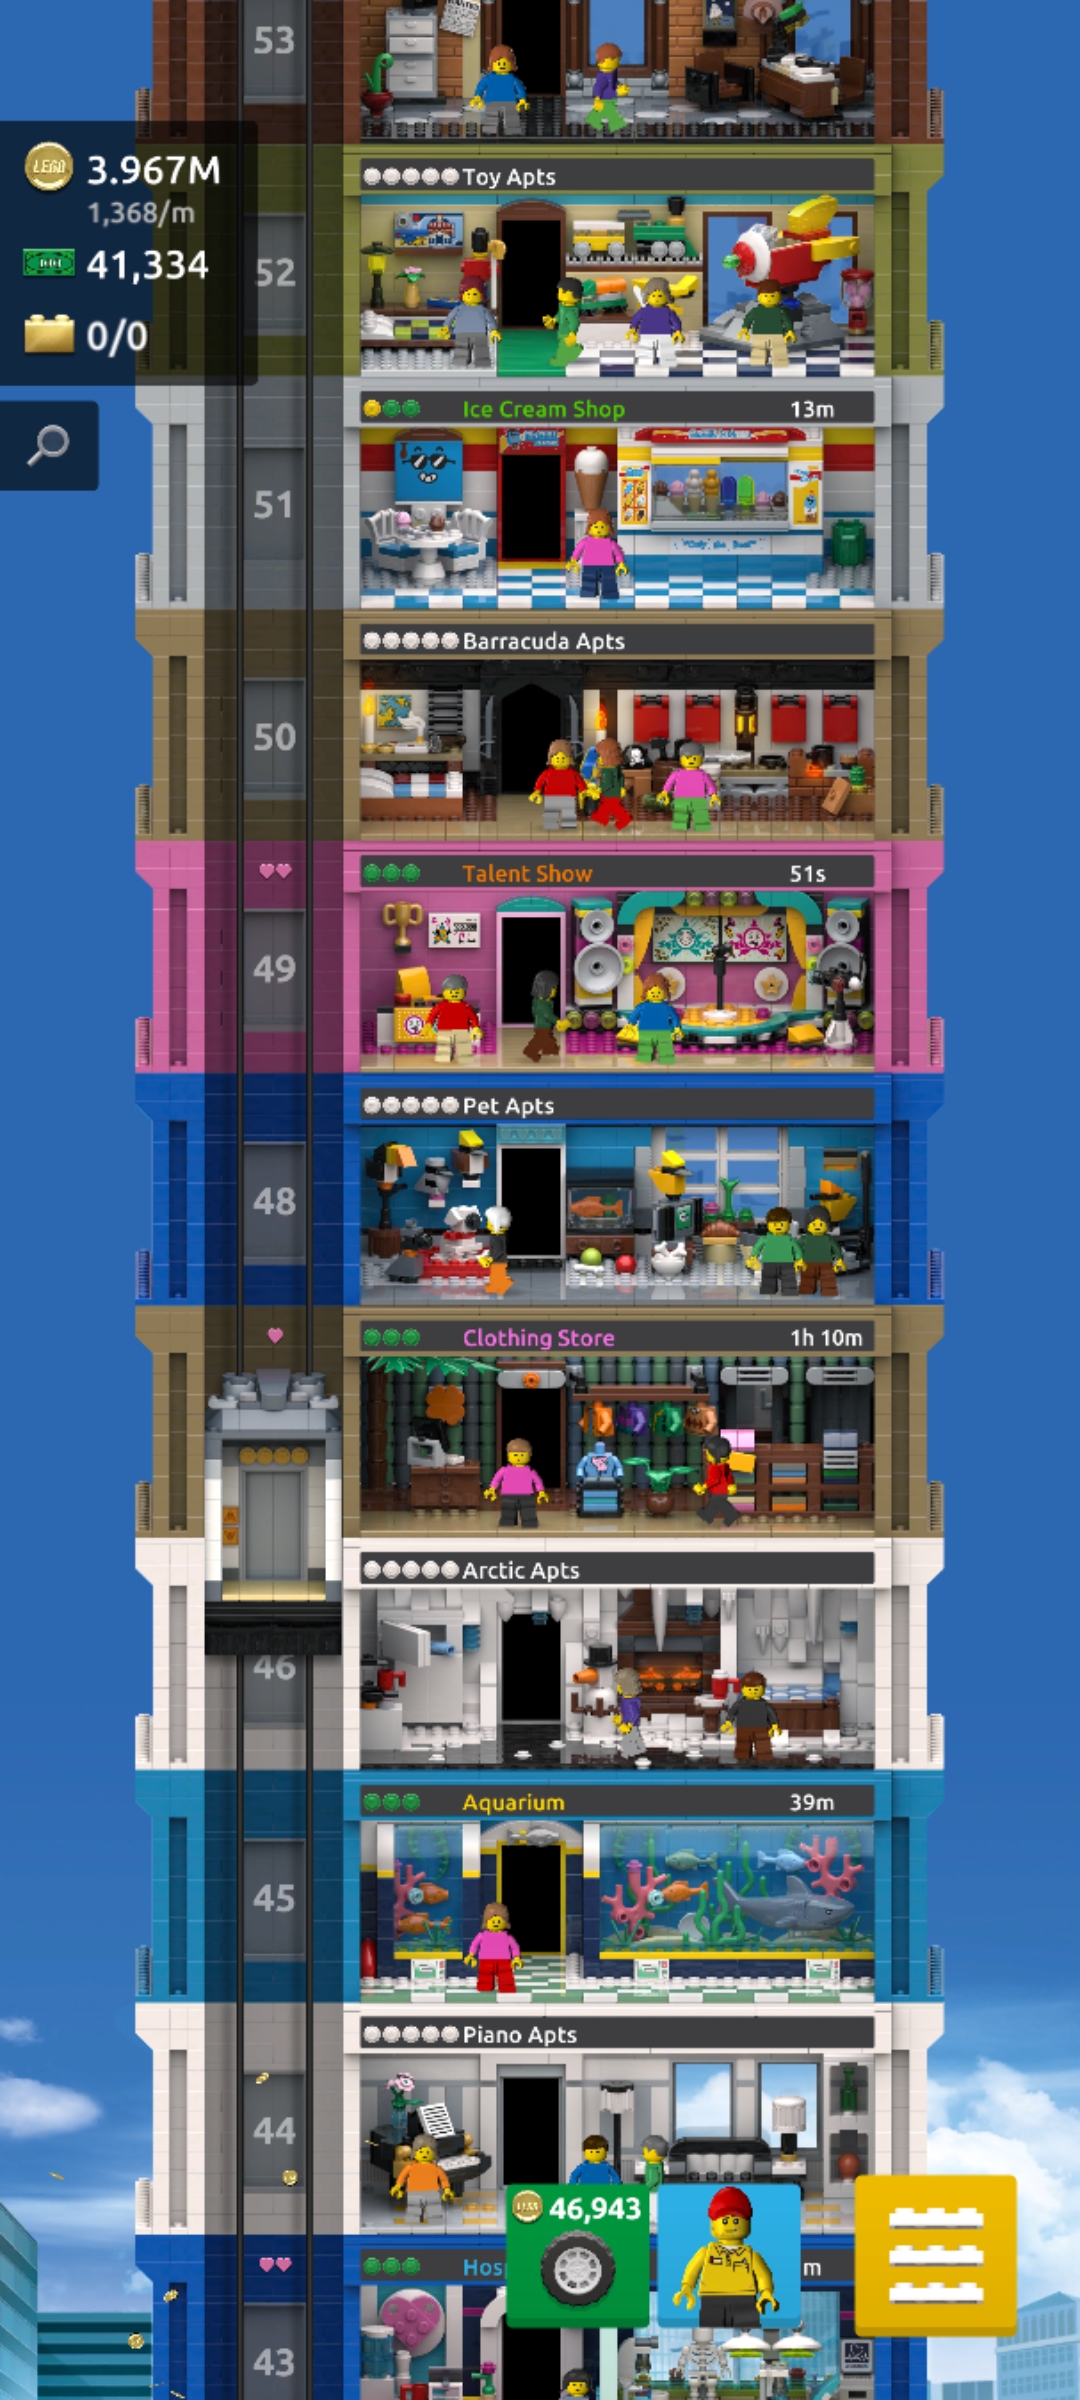 53
LEGO 3.967M
1,368/m
41,334
0/0
Toy Apts
52
Ice Cream Shop 13m
51
Barracuda Apts
50
Talent Show 51s
49
Pet Apts
48
Clothing Store 1h 10m
Arctic Apts
46
Aquarium 39m
45
Piano Apts
44
46,943
Hos m
43